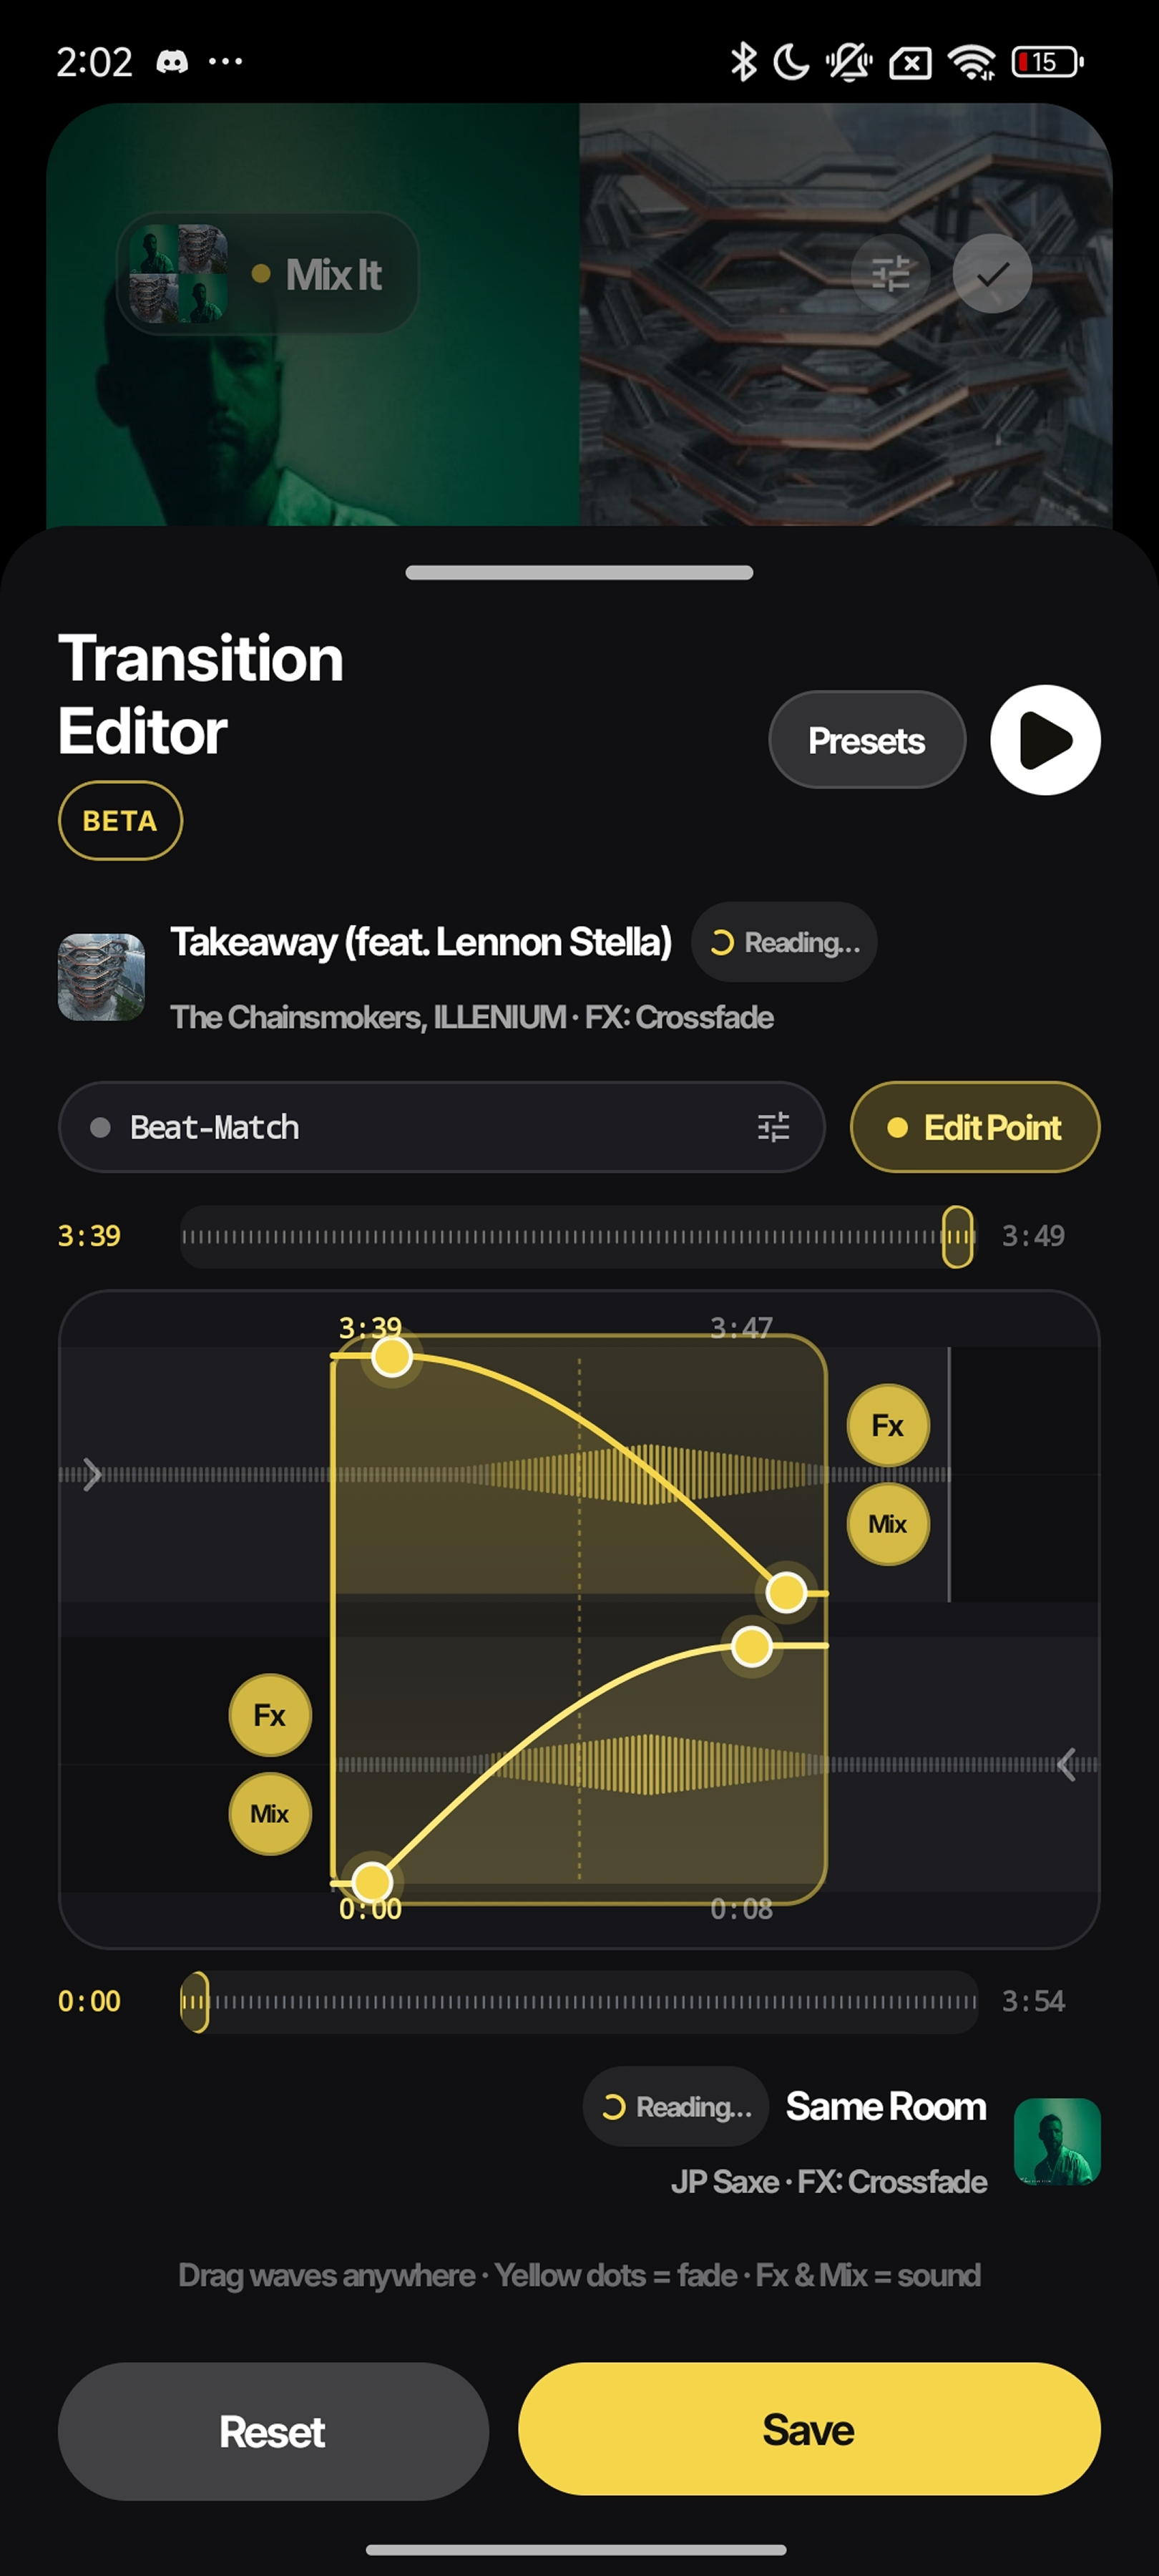 2:02
15
Mix It
Transition
Editor
BETA
Presets
Takeaway (feat. Lennon Stella)
Reading...
The Chainsmokers, ILLENIUM · FX: Crossfade
Beat-Match
Edit Point
3:39
3:49
3:39
3:47
Fx
Mix
Fx
Mix
0:00
0:08
0:00
3:54
Reading...
Same Room
JP Saxe · FX: Crossfade
Drag waves anywhere · Yellow dots = fade · Fx & Mix = sound
Reset
Save